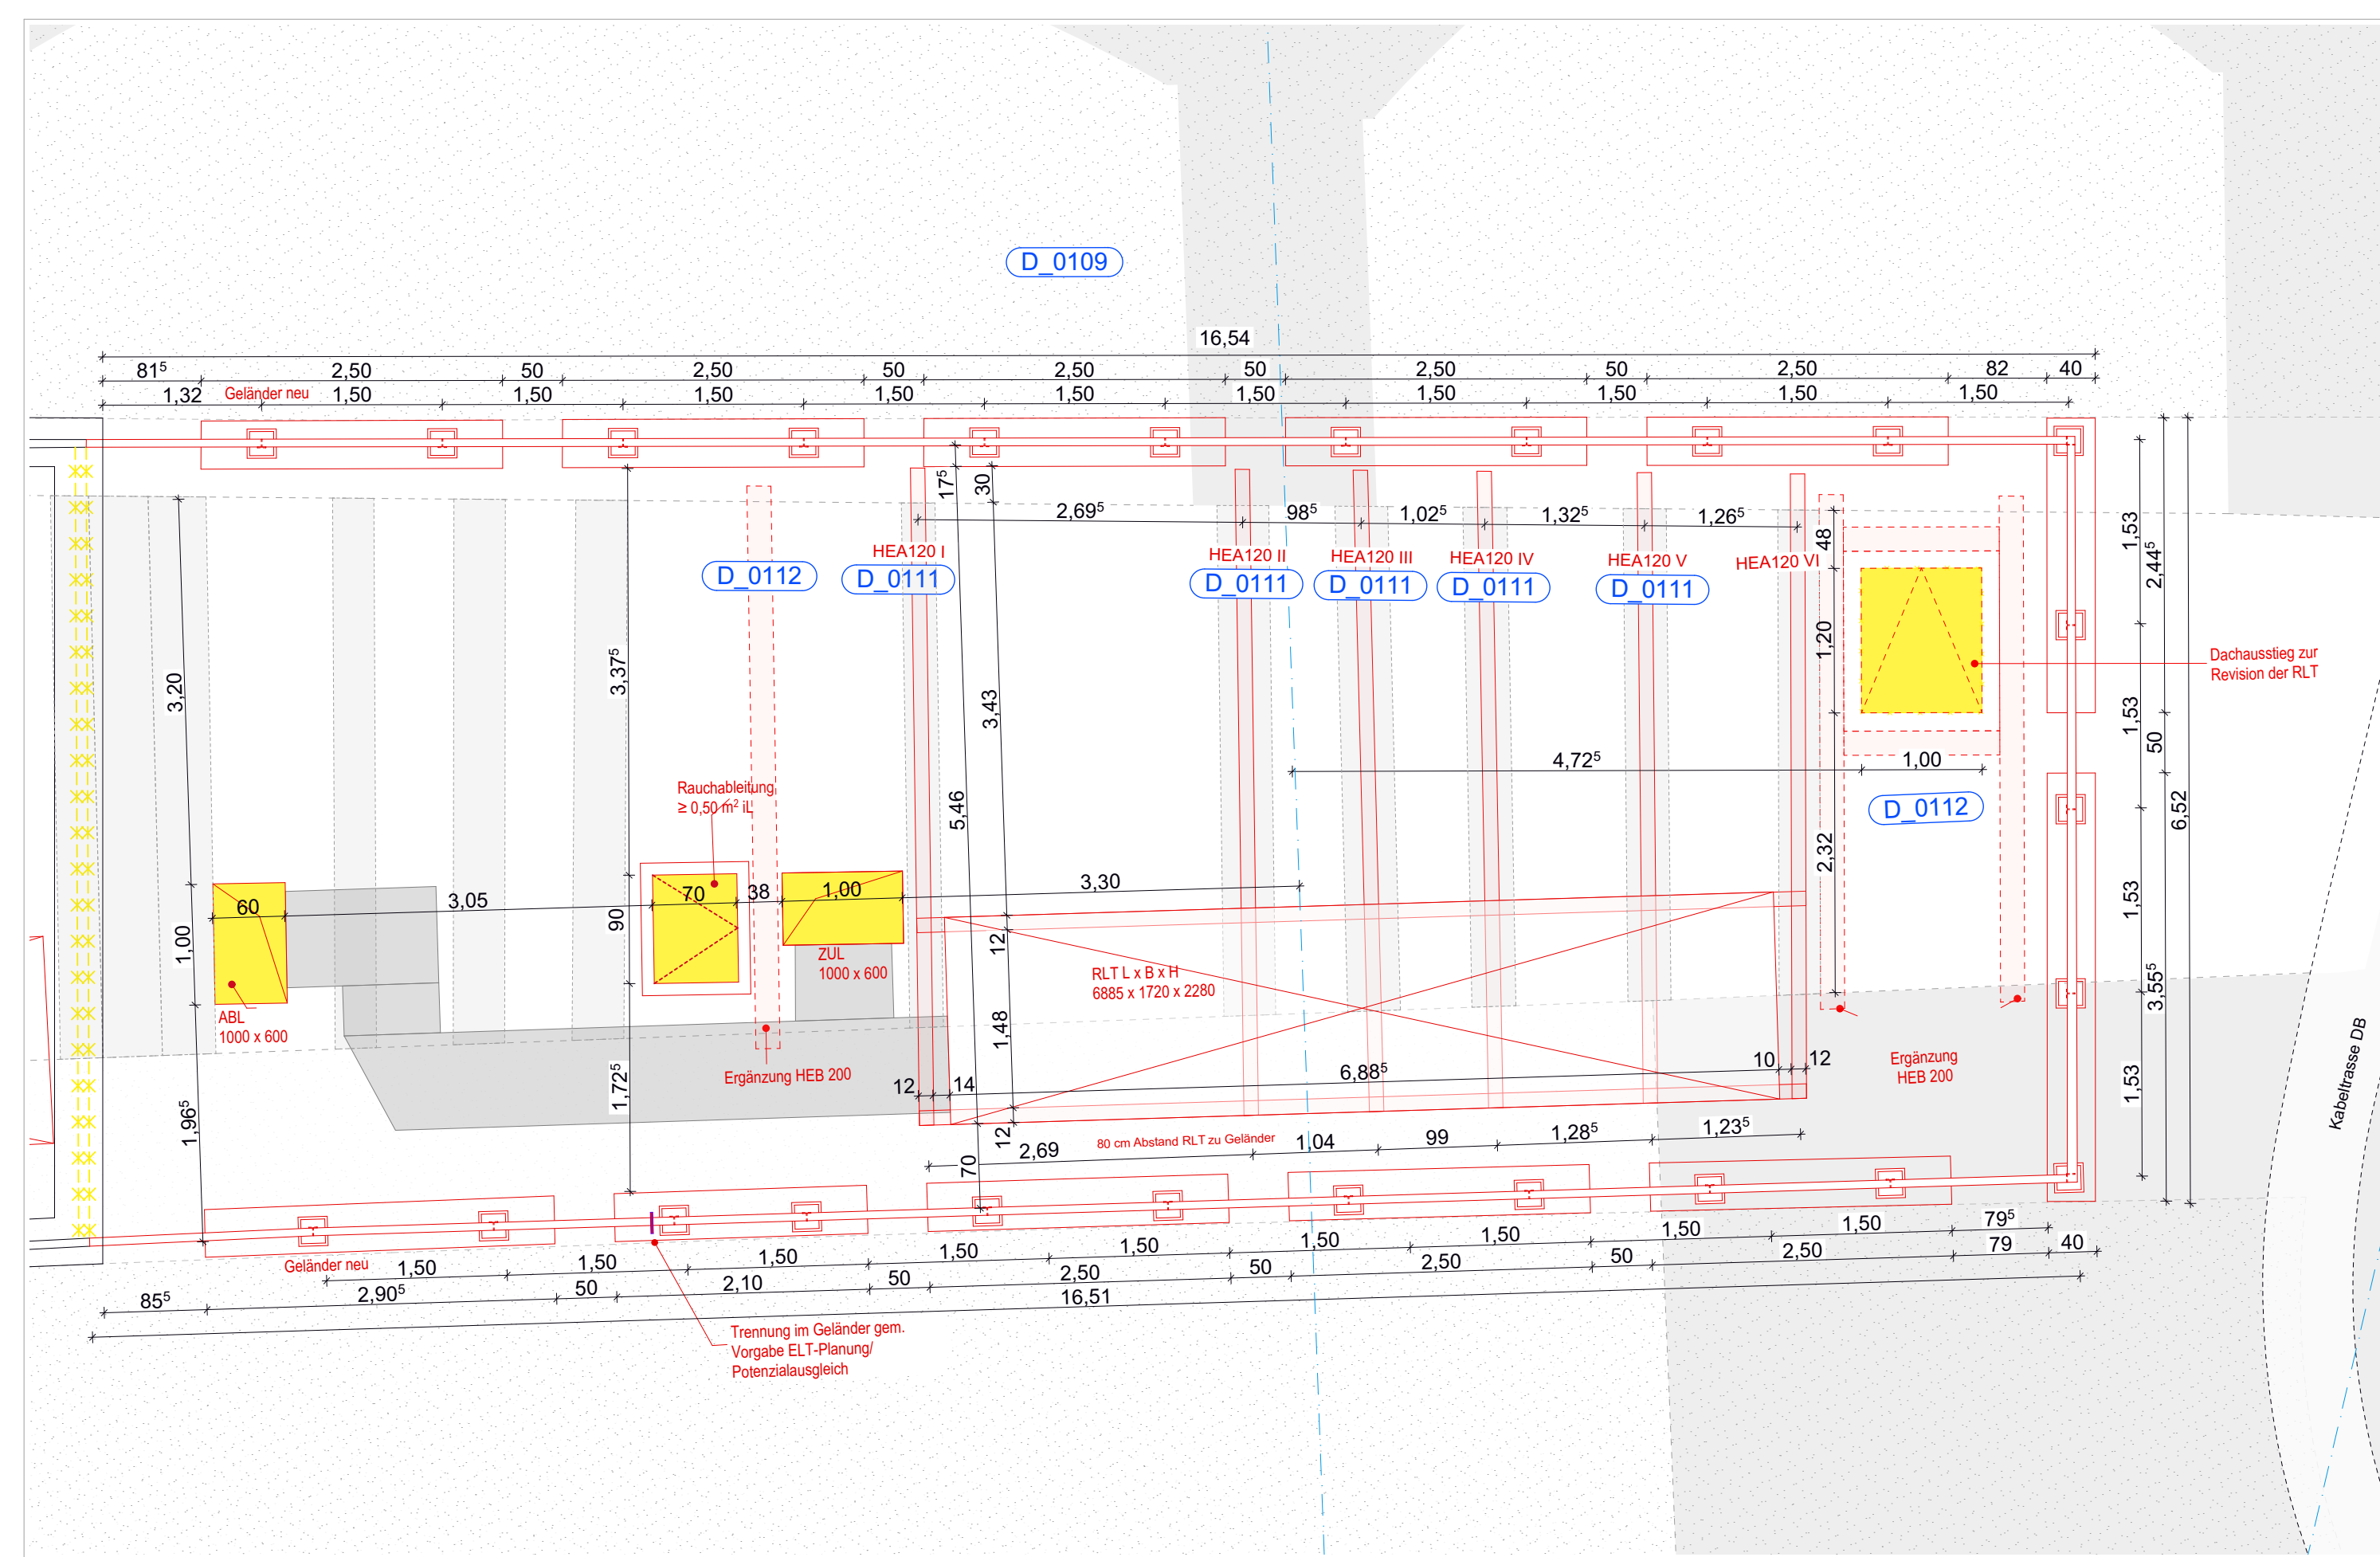 D_0109
16,54
81⁵ 2,50 50 2,50 50 2,50 50 2,50 50 2,50 82 40
1,32 Geländer neu 1,50 1,50 1,50 1,50 1,50 1,50 1,50 1,50 1,50 1,50
17⁵
30
2,69⁵ 98⁵ 1,02⁵ 1,32⁵ 1,26⁵
48
1,53
2,44⁵
HEA120 I HEA120 II HEA120 III HEA120 IV HEA120 V HEA120 VI
D_0112 D_0111 D_0111 D_0111 D_0111 D_0111
3,20
3,37⁵
3,43
1,20
Dachausstieg zur
Revision der RLT
1,53
50
4,72⁵ 1,00
Rauchableitung
≥ 0,50 m² iL
5,46
D_0112
6,52
2,32
60 3,05 70 38 1,00 3,30
90
1,00
12
1,53
ZUL
1000 x 600
RLT L x B x H
6885 x 1720 x 2280
3,55⁵
ABL
1000 x 600
1,48
Ergänzung HEB 200
Ergänzung
HEB 200
12 14 6,88⁵ 10 12
1,72⁵
1,96⁵
1,53
Kabeltrasse DB
12
70
80 cm Abstand RLT zu Geländer
2,69 1,04 99 1,28⁵ 1,23⁵
Geländer neu
1,50 1,50 1,50 1,50 1,50 1,50 1,50 1,50 1,50 79⁵
85⁵ 2,90⁵ 50 2,10 50 2,50 50 2,50 50 2,50 79 40
16,51
Trennung im Geländer gem.
Vorgabe ELT-Planung/
Potenzialausgleich